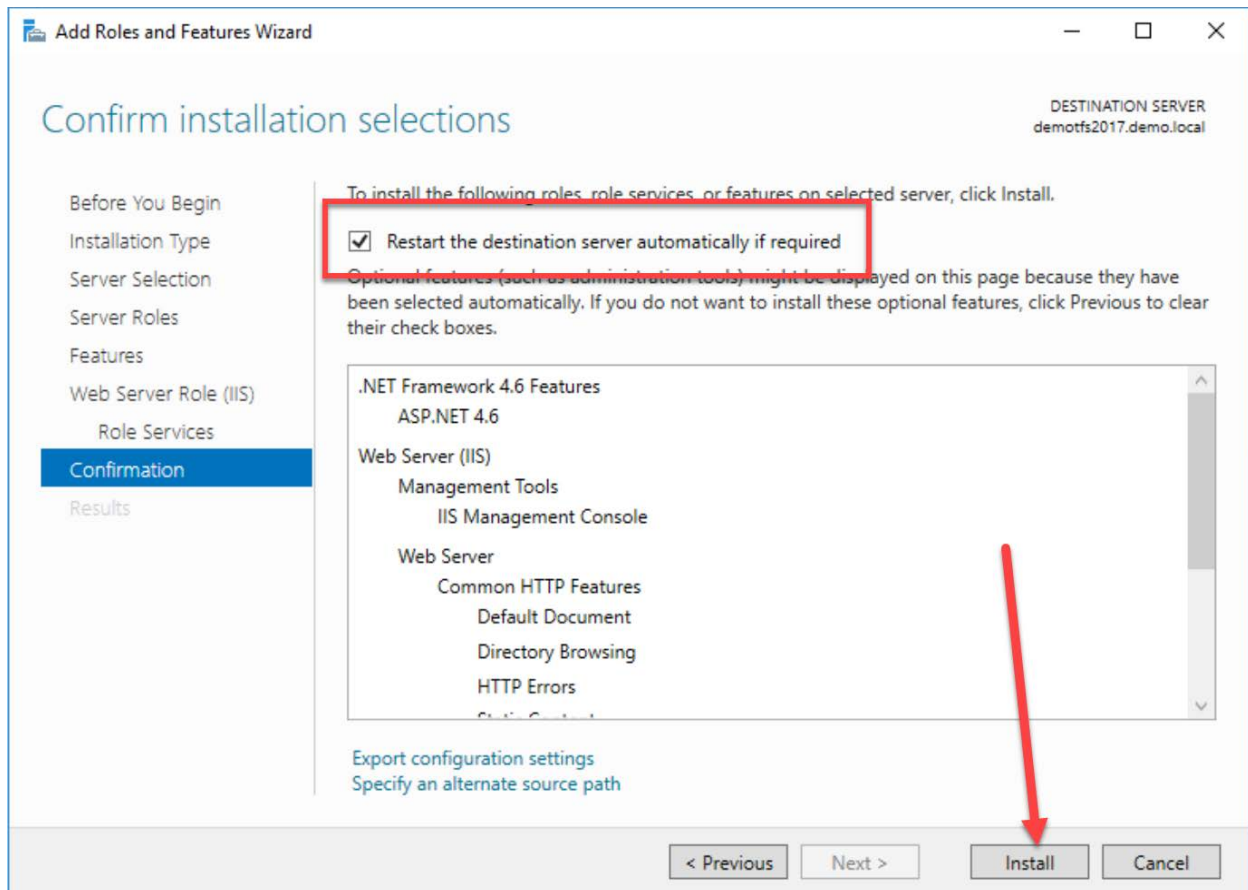 Add Roles and Features Wizard
Confirm installation selections
DESTINATION SERVER
demotfs2017.demo.local
Before You Begin
Installation Type
Server Selection
Server Roles
Features
Web Server Role (IIS)
Role Services
Confirmation
Results
To install the following roles, role services, or features on selected server, click Install.
Restart the destination server automatically if required
Optional features (such as administration tools) might be displayed on this page because they have
been selected automatically. If you do not want to install these optional features, click Previous to clear
their check boxes.
.NET Framework 4.6 Features
ASP.NET 4.6
Web Server (IIS)
Management Tools
IIS Management Console
Web Server
Common HTTP Features
Default Document
Directory Browsing
HTTP Errors
Static Content
Export configuration settings
Specify an alternate source path
< Previous
Next >
Install
Cancel